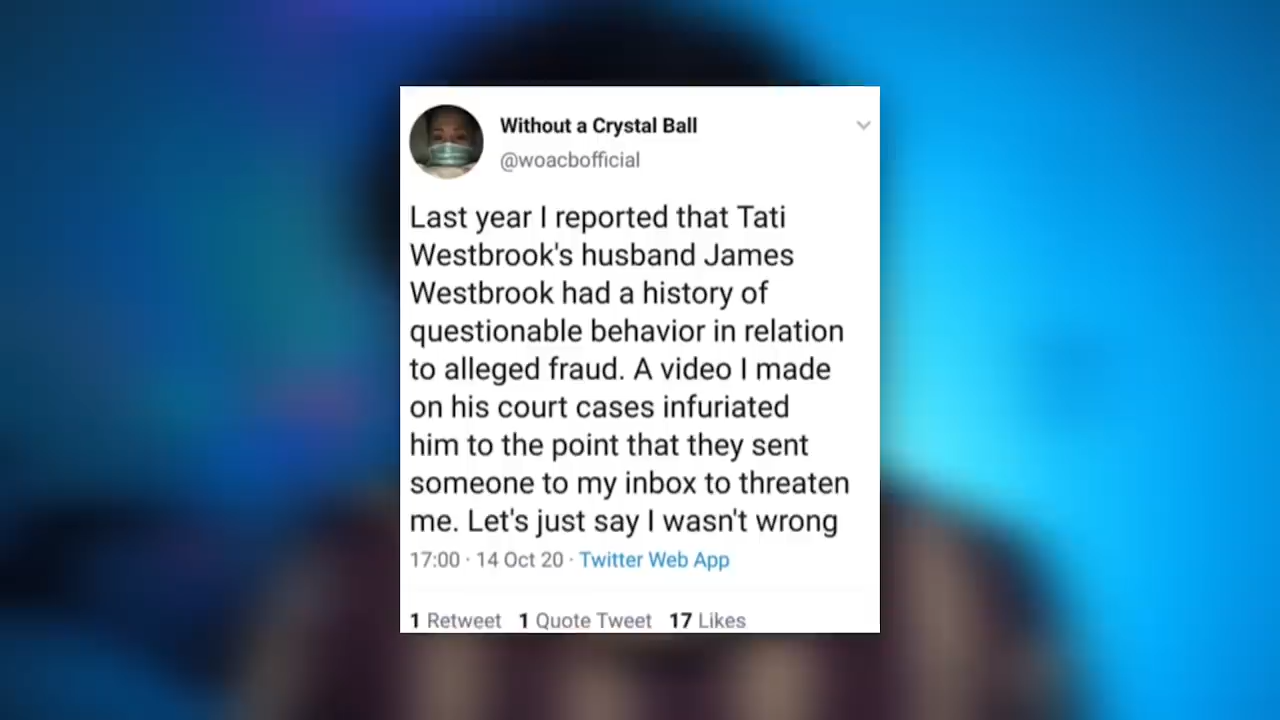 Without a Crystal Ball
@woacbofficial
Last year I reported that Tati
Westbrook's husband James
Westbrook had a history of
questionable behavior in relation
to alleged fraud. A video I made
on his court cases infuriated
him to the point that they sent
someone to my inbox to threaten
me. Let's just say I wasn't wrong
17:00 · 14 Oct 20 · Twitter Web App
1 Retweet 1 Quote Tweet 17 Likes